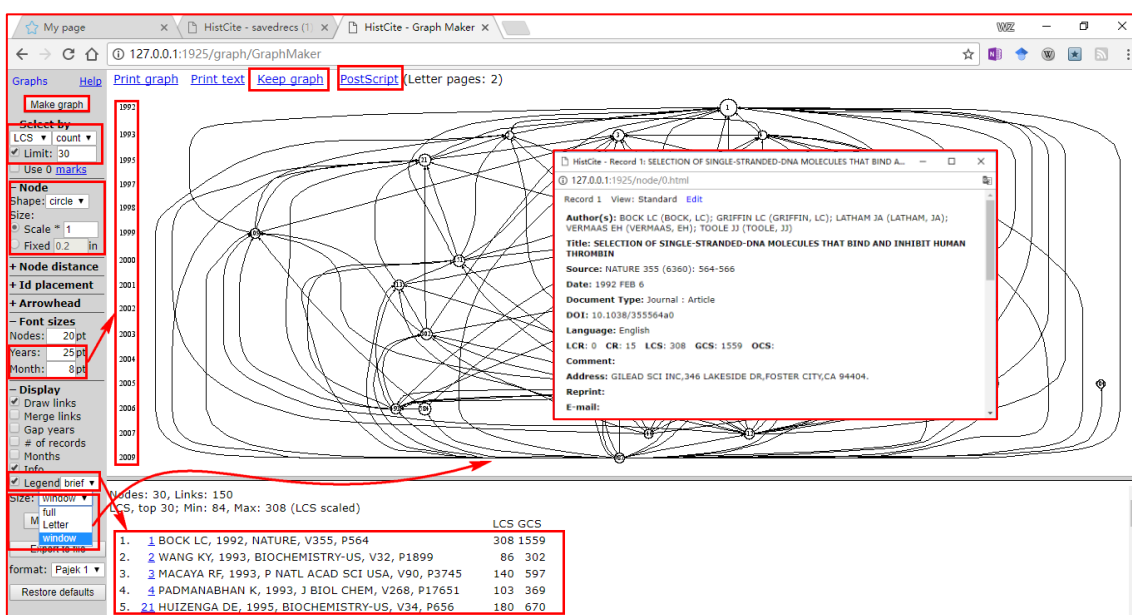 My page
HistCite - savedrecs (1)
HistCite - Graph Maker
WZ
127.0.0.1:1925/graph/GraphMaker
Graphs Help
Print graph Print text Keep graph PostScript (Letter pages: 2)
Make graph
Select by
LCS count
Limit: 30
Use 0 marks
− Node
Shape: circle
Size:
Scale * 1
Fixed 0.2 in
+ Node distance
+ Id placement
+ Arrowhead
− Font sizes
Nodes: 20 pt
Years: 25 pt
Month: 8 pt
− Display
Draw links
Merge links
Gap years
# of records
Months
Info
Legend brief
Size: window
full
Letter
window
Export to file
format: Pajek 1
Restore defaults
1992
1993
1995
1997
1998
1999
2000
2001
2002
2003
2004
2005
2006
2007
2009
1
3
21
HistCite - Record 1: SELECTION OF SINGLE-STRANDED-DNA MOLECULES THAT BIND A...
127.0.0.1:1925/node/0.html
Record 1 View: Standard Edit
Author(s): BOCK LC (BOCK, LC); GRIFFIN LC (GRIFFIN, LC); LATHAM JA (LATHAM, JA);
VERMAAS EH (VERMAAS, EH); TOOLE JJ (TOOLE, JJ)
Title: SELECTION OF SINGLE-STRANDED-DNA MOLECULES THAT BIND AND INHIBIT HUMAN
THROMBIN
Source: NATURE 355 (6360): 564-566
Date: 1992 FEB 6
Document Type: Journal : Article
DOI: 10.1038/355564a0
Language: English
LCR: 0 CR: 15 LCS: 308 GCS: 1559 OCS:
Comment:
Address: GILEAD SCI INC,346 LAKESIDE DR,FOSTER CITY,CA 94404.
Reprint:
E-mail:
Nodes: 30, Links: 150
LCS, top 30; Min: 84, Max: 308 (LCS scaled)
LCS GCS
1. 1 BOCK LC, 1992, NATURE, V355, P564 308 1559
2. 2 WANG KY, 1993, BIOCHEMISTRY-US, V32, P1899 86 302
3. 3 MACAYA RF, 1993, P NATL ACAD SCI USA, V90, P3745 140 597
4. 4 PADMANABHAN K, 1993, J BIOL CHEM, V268, P17651 103 369
5. 21 HUIZENGA DE, 1995, BIOCHEMISTRY-US, V34, P656 180 670